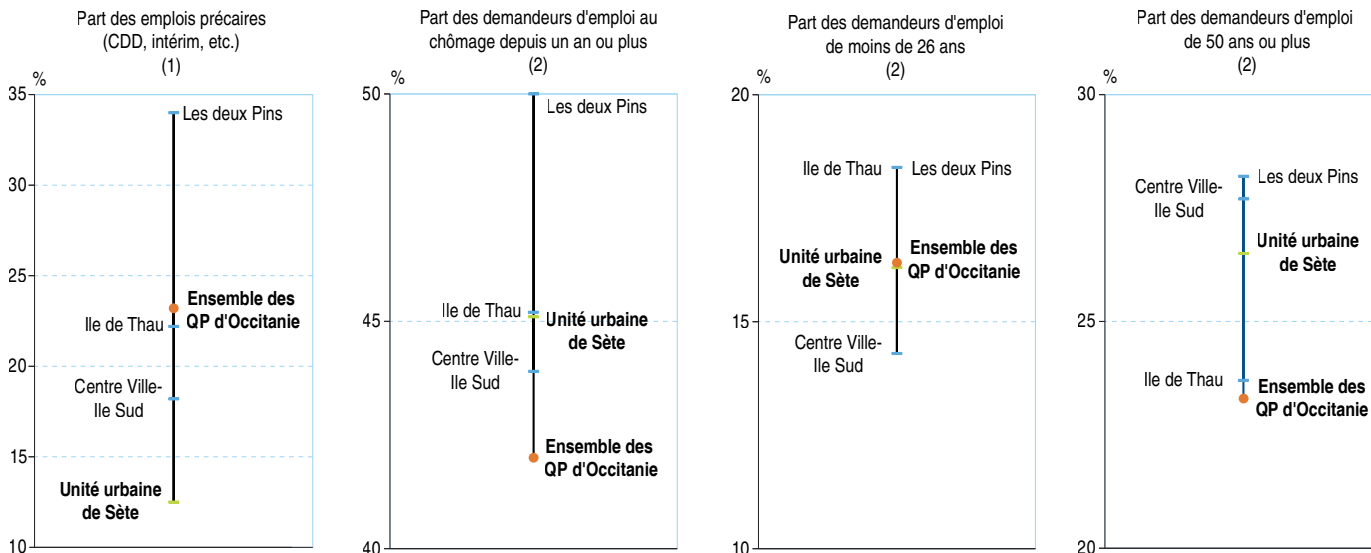 Part des emplois précaires
(CDD, intérim, etc.)
(1)
%
35
30
25
20
15
10
Les deux Pins
Ensemble des
QP d'Occitanie
Ile de Thau
Centre Ville-
Ile Sud
Unité urbaine
de Sète
Part des demandeurs d'emploi au
chômage depuis un an ou plus
(2)
%
50
45
40
Les deux Pins
Ile de Thau
Unité urbaine
de Sète
Centre Ville-
Ile Sud
Ensemble des
QP d'Occitanie
Part des demandeurs d'emploi
de moins de 26 ans
(2)
%
20
15
10
Ile de Thau
Les deux Pins
Unité urbaine
de Sète
Ensemble des
QP d'Occitanie
Centre Ville-
Ile Sud
Part des demandeurs d'emploi
de 50 ans ou plus
(2)
%
30
25
20
Les deux Pins
Centre Ville-
Ile Sud
Unité urbaine
de Sète
Ile de Thau
Ensemble des
QP d'Occitanie